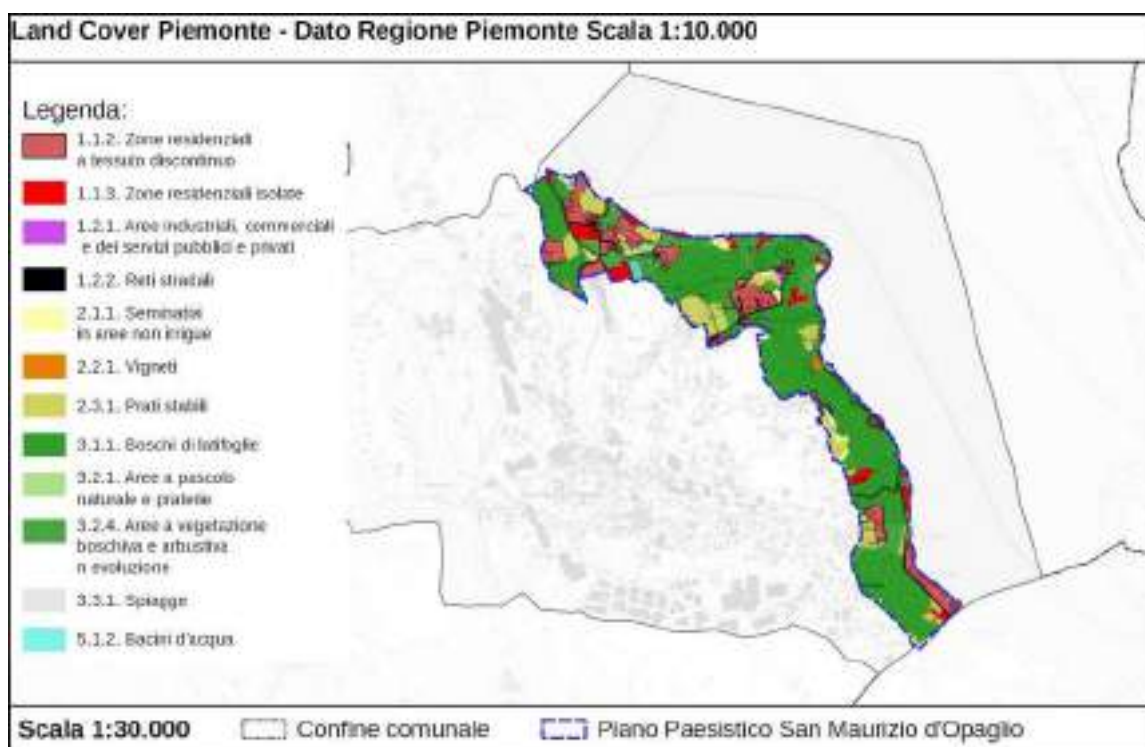 Land Cover Piemonte - Dato Regione Piemonte Scala 1:10.000
Legenda:
1.1.2. Zone residenziali
a tessuto discontinuo
1.1.3. Zone residenziali isolate
1.2.1. Aree industriali, commerciali
e dei servizi pubblici e privati
1.2.2. Reti stradali
2.1.1. Seminativi
in aree non irrigue
2.2.1. Vigneti
2.3.1. Prati stabili
3.1.1. Boschi di latifoglie
3.2.1. Aree a pascolo
naturale e praterie
3.2.4. Aree a vegetazione
boschiva e arbustiva
n evoluzione
3.3.1. Spiagge
5.1.2. Bacini d'acqua
Scala 1:30.000
Confine comunale
Piano Paesistico San Maurizio d'Opaglio